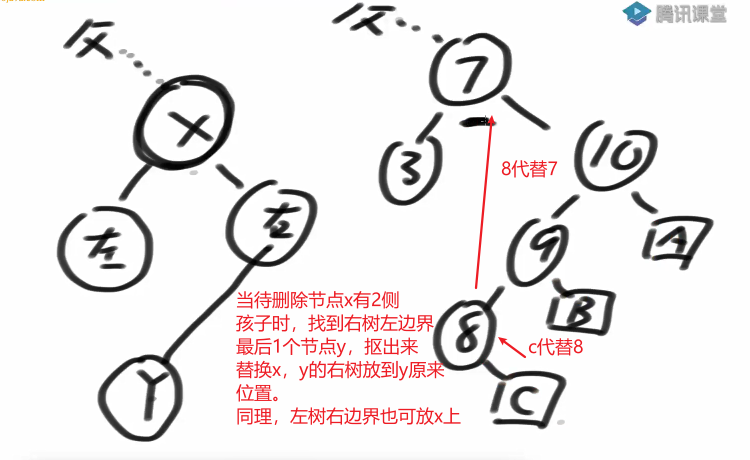 腾讯课堂
父
父
X
7
左
右
3
10
8代替7
9
A
8
B
C
Y
c代替8
当待删除节点x有2侧
孩子时，找到右树左边界
最后1个节点y，抠出来
替换x，y的右树放到y原来
位置。
同理，左树右边界也可放x上